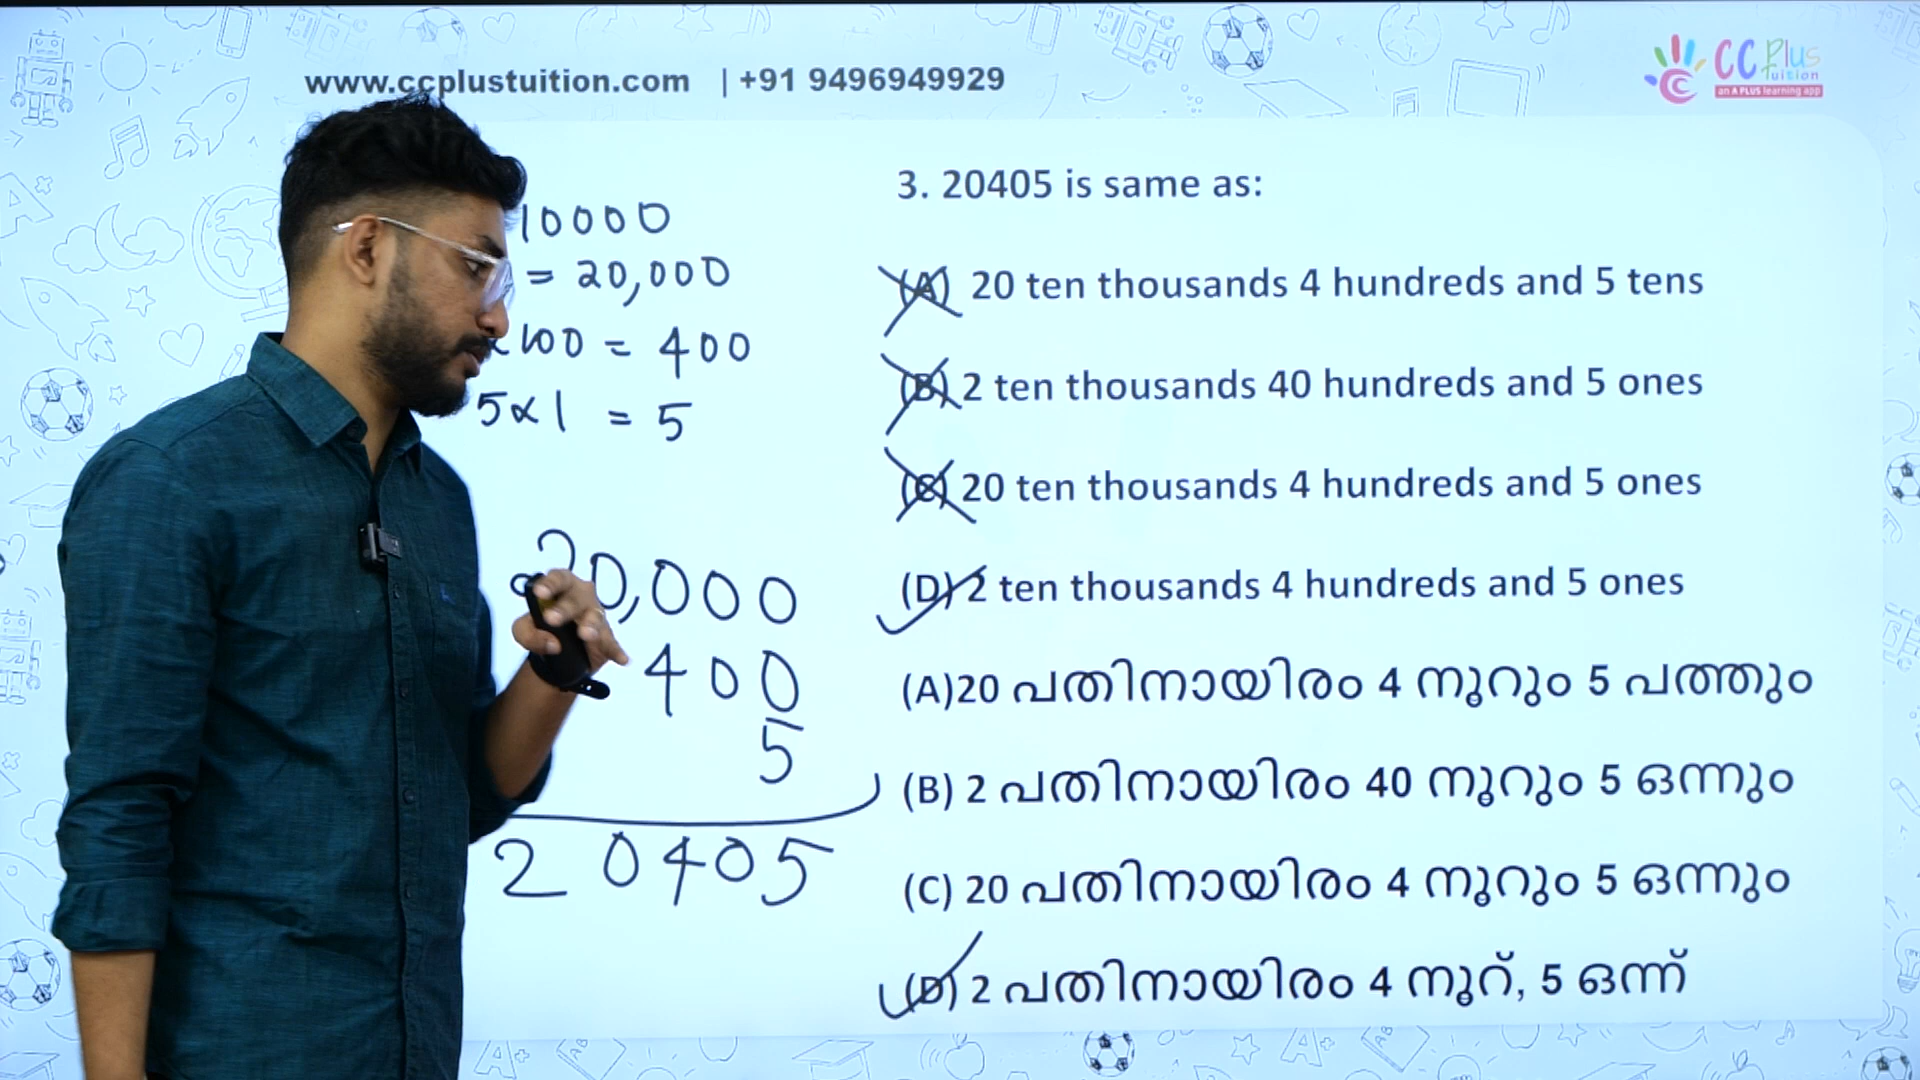 www.ccplustuition.com | +91 9496949929
CC Plus
Tuition
an A PLUS learning app
10000
= 20,000
100 = 400
5 × 1 = 5
20,000
400
5
20405
3. 20405 is same as:
(A) 20 ten thousands 4 hundreds and 5 tens
(B) 2 ten thousands 40 hundreds and 5 ones
(C) 20 ten thousands 4 hundreds and 5 ones
(D) 2 ten thousands 4 hundreds and 5 ones
(A)20 പതിനായിരം 4 നൂറും 5 പത്തും
(B) 2 പതിനായിരം 40 നൂറും 5 ഒന്നും
(C) 20 പതിനായിരം 4 നൂറും 5 ഒന്നും
(D) 2 പതിനായിരം 4 നൂറ്, 5 ഒന്ന്